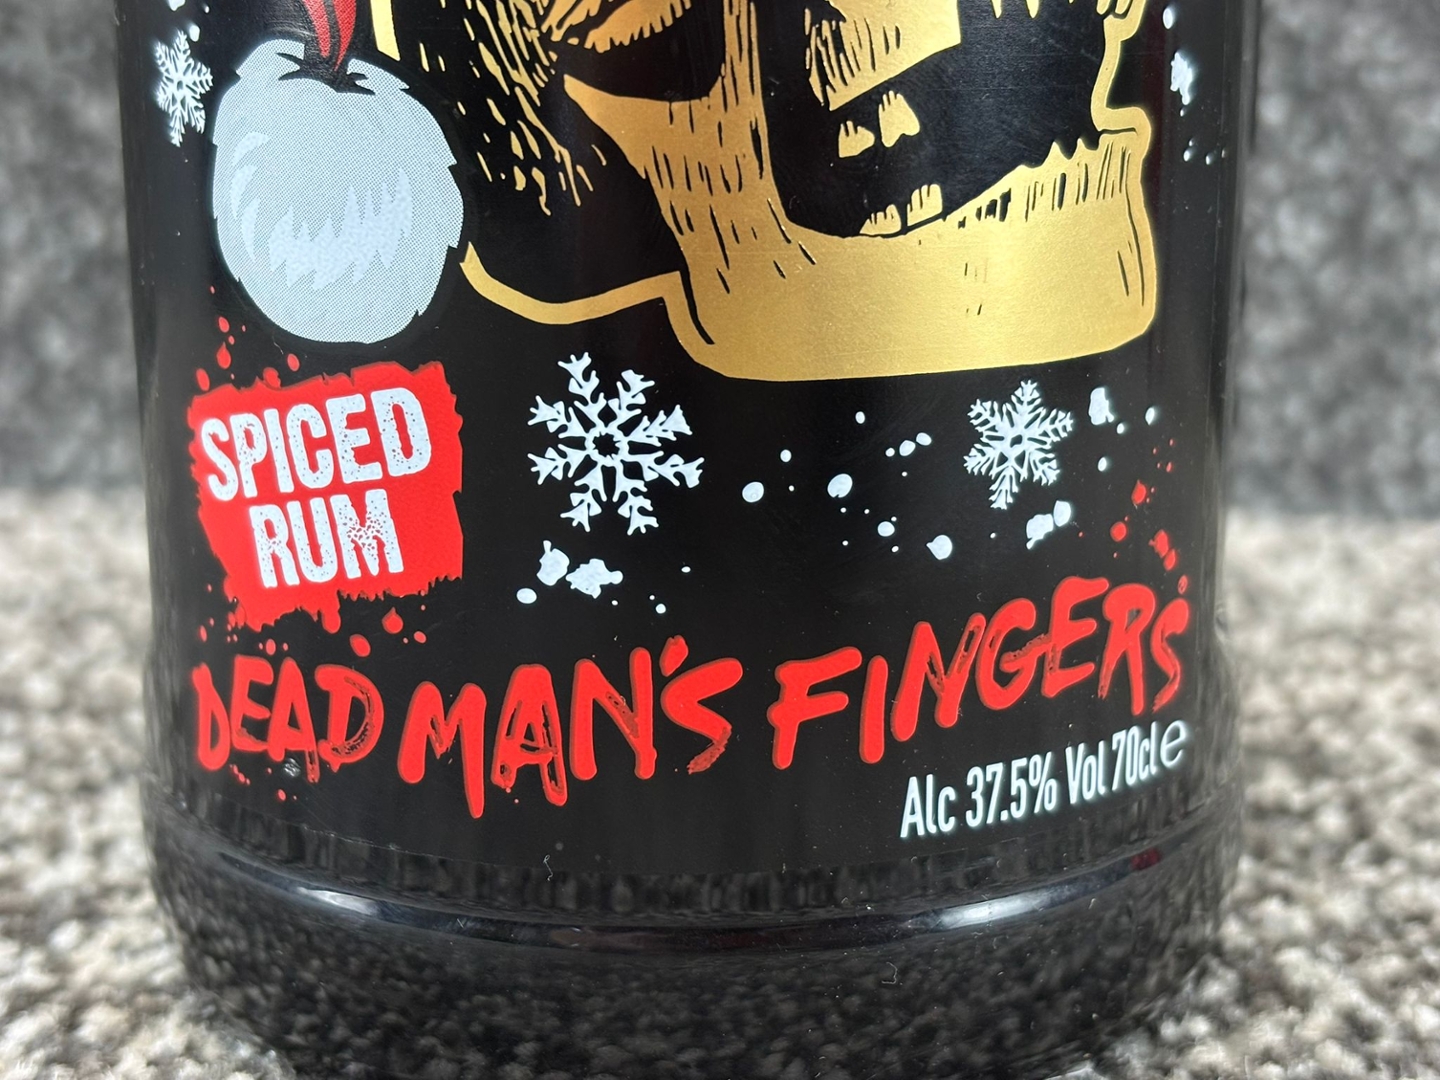 SPICED
RUM
DEAD MAN'S FINGERS
Alc 37.5% Vol 70cl e